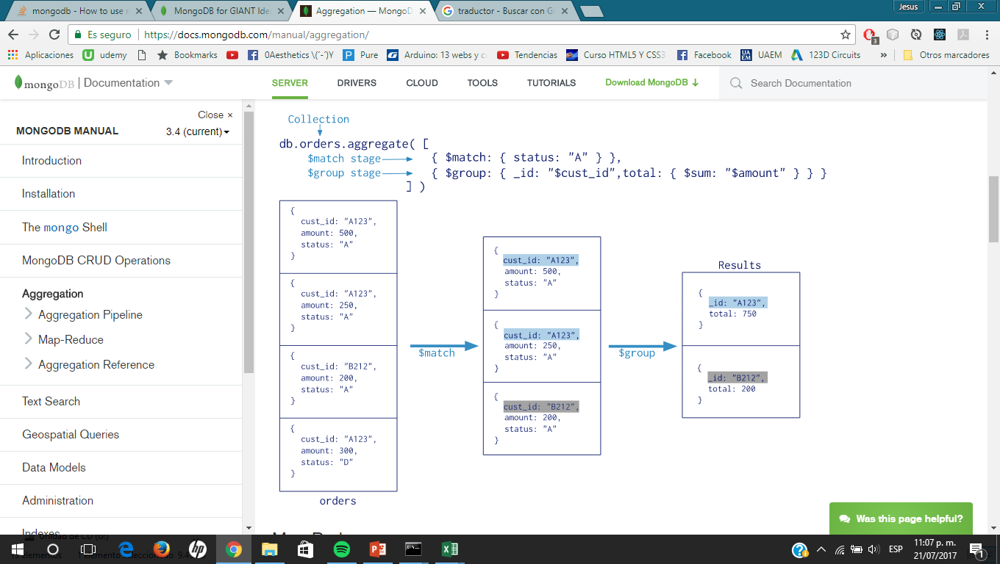 mongodb - How to use
MongoDB for GIANT Ide
Aggregation — MongoD
traductor - Buscar con G
Jesus
Es seguro
https://docs.mongodb.com/manual/aggregation/
3
Aplicaciones
udemy
Bookmarks
0Aesthetics \(´-`)Y
Pure
Arduino: 13 webs y c
Tendencias
Curso HTML5 Y CSS3
Facebook
UAEM
123D Circuits
»
Otros marcadores
mongoDB | Documentation
SERVER
DRIVERS
CLOUD
TOOLS
TUTORIALS
Download MongoDB ↓
Search Documentation
Close ×
MONGODB MANUAL
3.4 (current)
Introduction
Installation
The mongo Shell
MongoDB CRUD Operations
Aggregation
Aggregation Pipeline
Map-Reduce
Aggregation Reference
Text Search
Geospatial Queries
Data Models
Administration
Indexes
Collection
db.orders.aggregate( [
$match stage { $match: { status: "A" } },
$group stage { $group: { _id: "$cust_id",total: { $sum: "$amount" } } }
] )
{
cust_id: "A123",
amount: 500,
status: "A"
}
{
cust_id: "A123",
amount: 250,
status: "A"
}
{
cust_id: "B212",
amount: 200,
status: "A"
}
{
cust_id: "A123",
amount: 300,
status: "D"
}
orders
$match
{
cust_id: "A123",
amount: 500,
status: "A"
}
{
cust_id: "A123",
amount: 250,
status: "A"
}
{
cust_id: "B212",
amount: 200,
status: "A"
}
$group
Results
{
_id: "A123",
total: 750
}
{
_id: "B212",
total: 200
}
Was this page helpful?
Unidad de CD (G:)
elementos
ESP
11:07 p. m.
21/07/2017
1